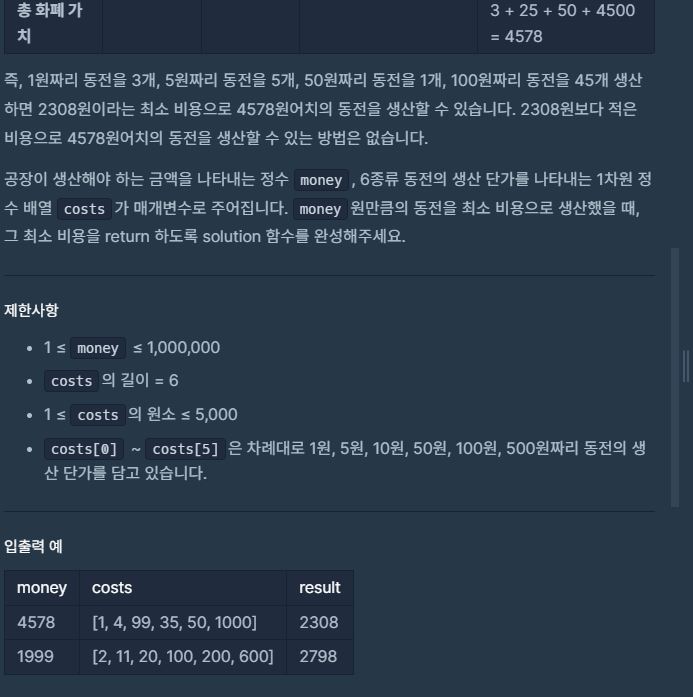 총 화폐 가
치
3 + 25 + 50 + 4500
= 4578
즉, 1원짜리 동전을 3개, 5원짜리 동전을 5개, 50원짜리 동전을 1개, 100원짜리 동전을 45개 생산
하면 2308원이라는 최소 비용으로 4578원어치의 동전을 생산할 수 있습니다. 2308원보다 적은
비용으로 4578원어치의 동전을 생산할 수 있는 방법은 없습니다.
공장이 생산해야 하는 금액을 나타내는 정수 money , 6종류 동전의 생산 단가를 나타내는 1차원 정
수 배열 costs 가 매개변수로 주어집니다. money 원만큼의 동전을 최소 비용으로 생산했을 때,
그 최소 비용을 return 하도록 solution 함수를 완성해주세요.
제한사항
• 1 ≤ money ≤ 1,000,000
• costs 의 길이 = 6
• 1 ≤ costs 의 원소 ≤ 5,000
• costs[0] ~ costs[5] 은 차례대로 1원, 5원, 10원, 50원, 100원, 500원짜리 동전의 생
산 단가를 담고 있습니다.
입출력 예
money costs result
4578 [1, 4, 99, 35, 50, 1000] 2308
1999 [2, 11, 20, 100, 200, 600] 2798